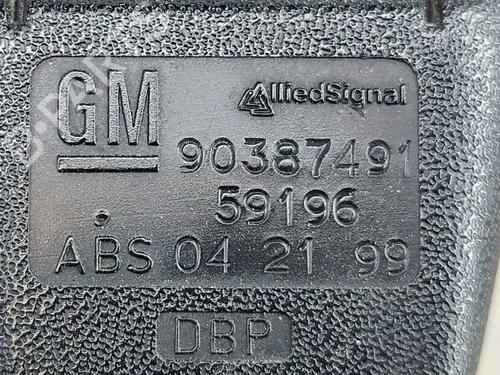 GM AlliedSignal
90387491
59196
ABS 04 21 99
DBP